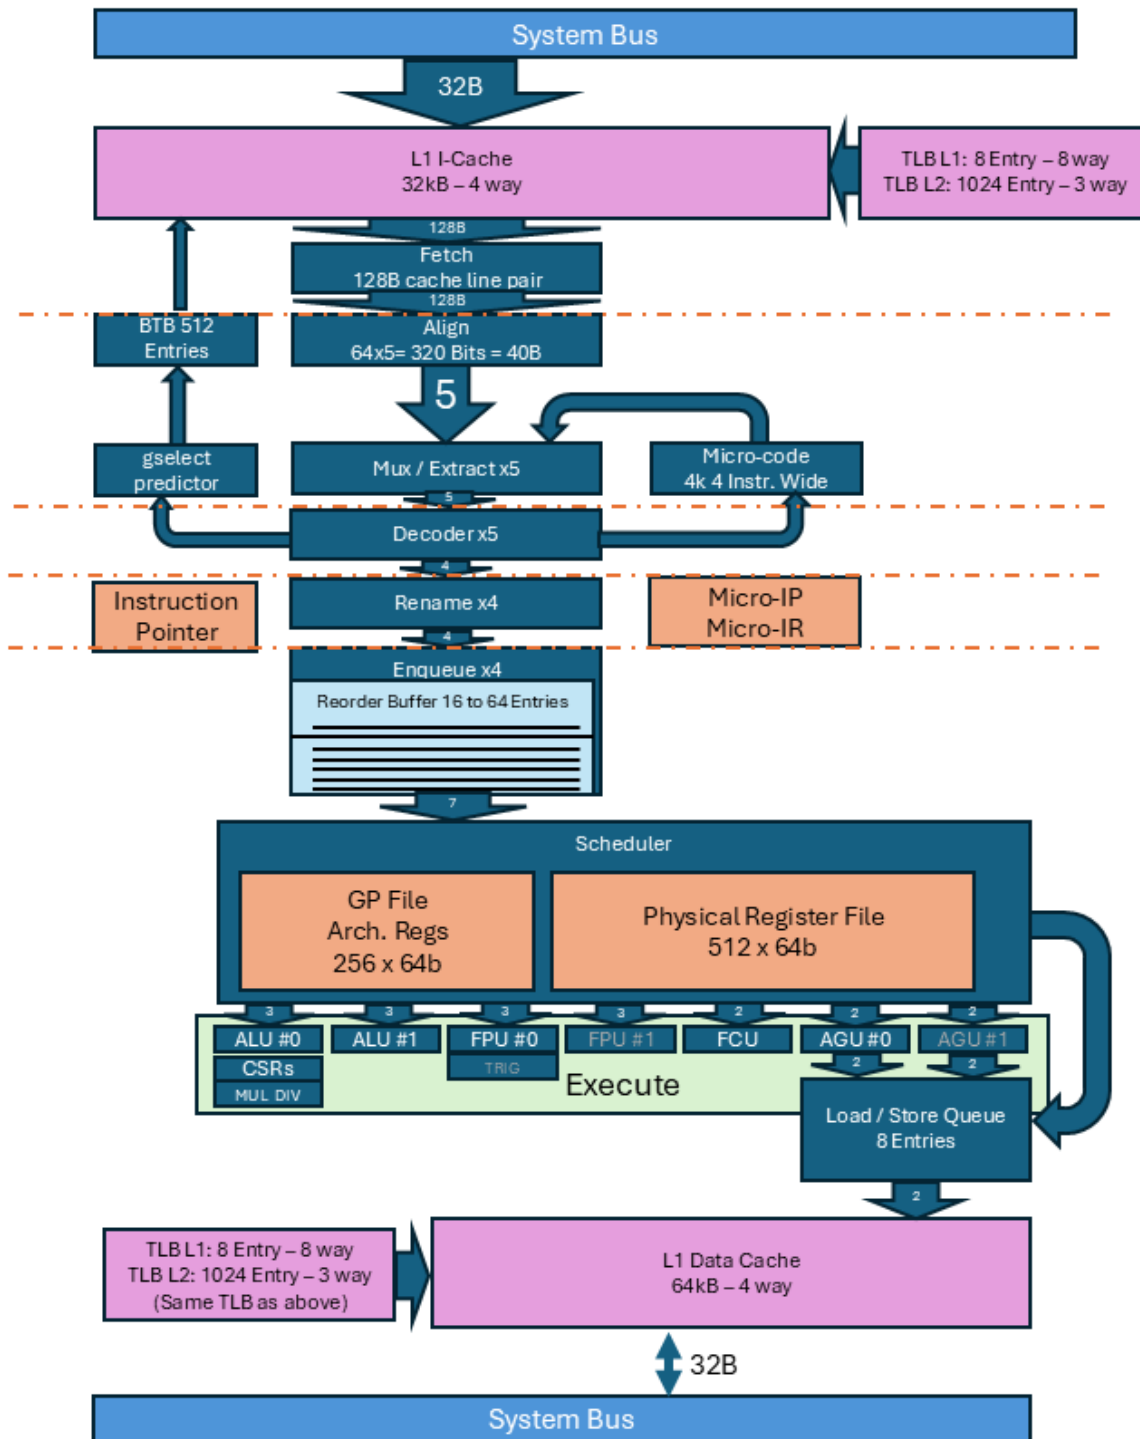 System Bus
32B
L1 I-Cache
32kB – 4 way
TLB L1: 8 Entry – 8 way
TLB L2: 1024 Entry – 3 way
128B
Fetch
128B cache line pair
128B
BTB 512
Entries
Align
64x5= 320 Bits = 40B
5
gselect
predictor
Mux / Extract x5
Micro-code
4k 4 Instr. Wide
5
Decoder x5
4
Instruction
Pointer
Rename x4
Micro-IP
Micro-IR
4
Enqueue x4
Reorder Buffer 16 to 64 Entries
7
Scheduler
GP File
Arch. Regs
256 x 64b
Physical Register File
512 x 64b
3 3 3 3 2 2 2
ALU #0 ALU #1 FPU #0 FPU #1 FCU AGU #0 AGU #1
CSRs TRIG 2 2
MUL DIV
Execute
Load / Store Queue
8 Entries
2
TLB L1: 8 Entry – 8 way
TLB L2: 1024 Entry – 3 way
(Same TLB as above)
L1 Data Cache
64kB – 4 way
32B
System Bus